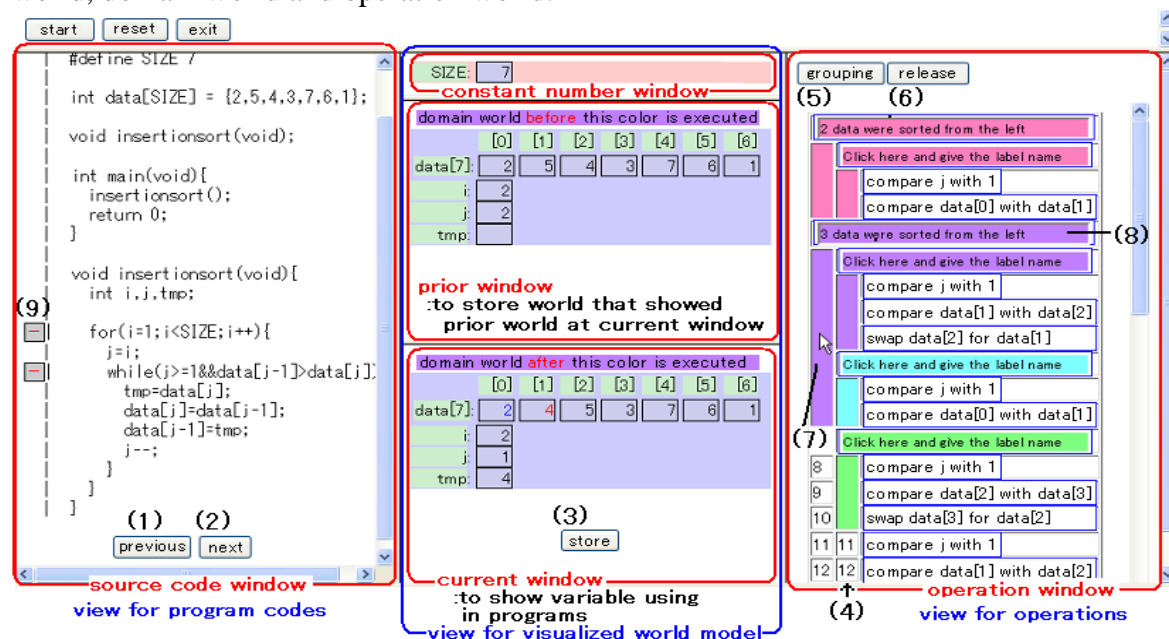 world, domain world and operation world.
start reset exit
#define SIZE 7
int data[SIZE] = {2,5,4,3,7,6,1};
void insertionsort(void);
int main(void){
insertionsort();
return 0;
}
void insertionsort(void){
int i,j,tmp;
(9)
for(i=1;i<SIZE;i++){
j=i;
while(j>=1&&data[j-1]>data[j])
tmp=data[j];
data[j]=data[j-1];
data[j-1]=tmp;
j--;
}
}
}
(1) (2)
previous next
source code window
view for program codes
SIZE: 7
constant number window
domain world before this color is executed
[0] [1] [2] [3] [4] [5] [6]
data[7]: 2 5 4 3 7 6 1
i: 2
j: 2
tmp:
prior window
:to store world that showed
prior world at current window
domain world after this color is executed
[0] [1] [2] [3] [4] [5] [6]
data[7]: 2 4 5 3 7 6 1
i: 2
j: 1
tmp: 4
(3)
store
current window
:to show variable using
in programs
view for visualized world model
grouping release
(5) (6)
2 data were sorted from the left
Click here and give the label name
compare j with 1
compare data[0] with data[1]
3 data were sorted from the left
(8)
Click here and give the label name
compare j with 1
compare data[1] with data[2]
swap data[2] for data[1]
Click here and give the label name
compare j with 1
compare data[0] with data[1]
(7)
Click here and give the label name
8 compare j with 1
9 compare data[2] with data[3]
10 swap data[3] for data[2]
11 11 compare j with 1
12 12 compare data[1] with data[2]
(4)
operation window
view for operations